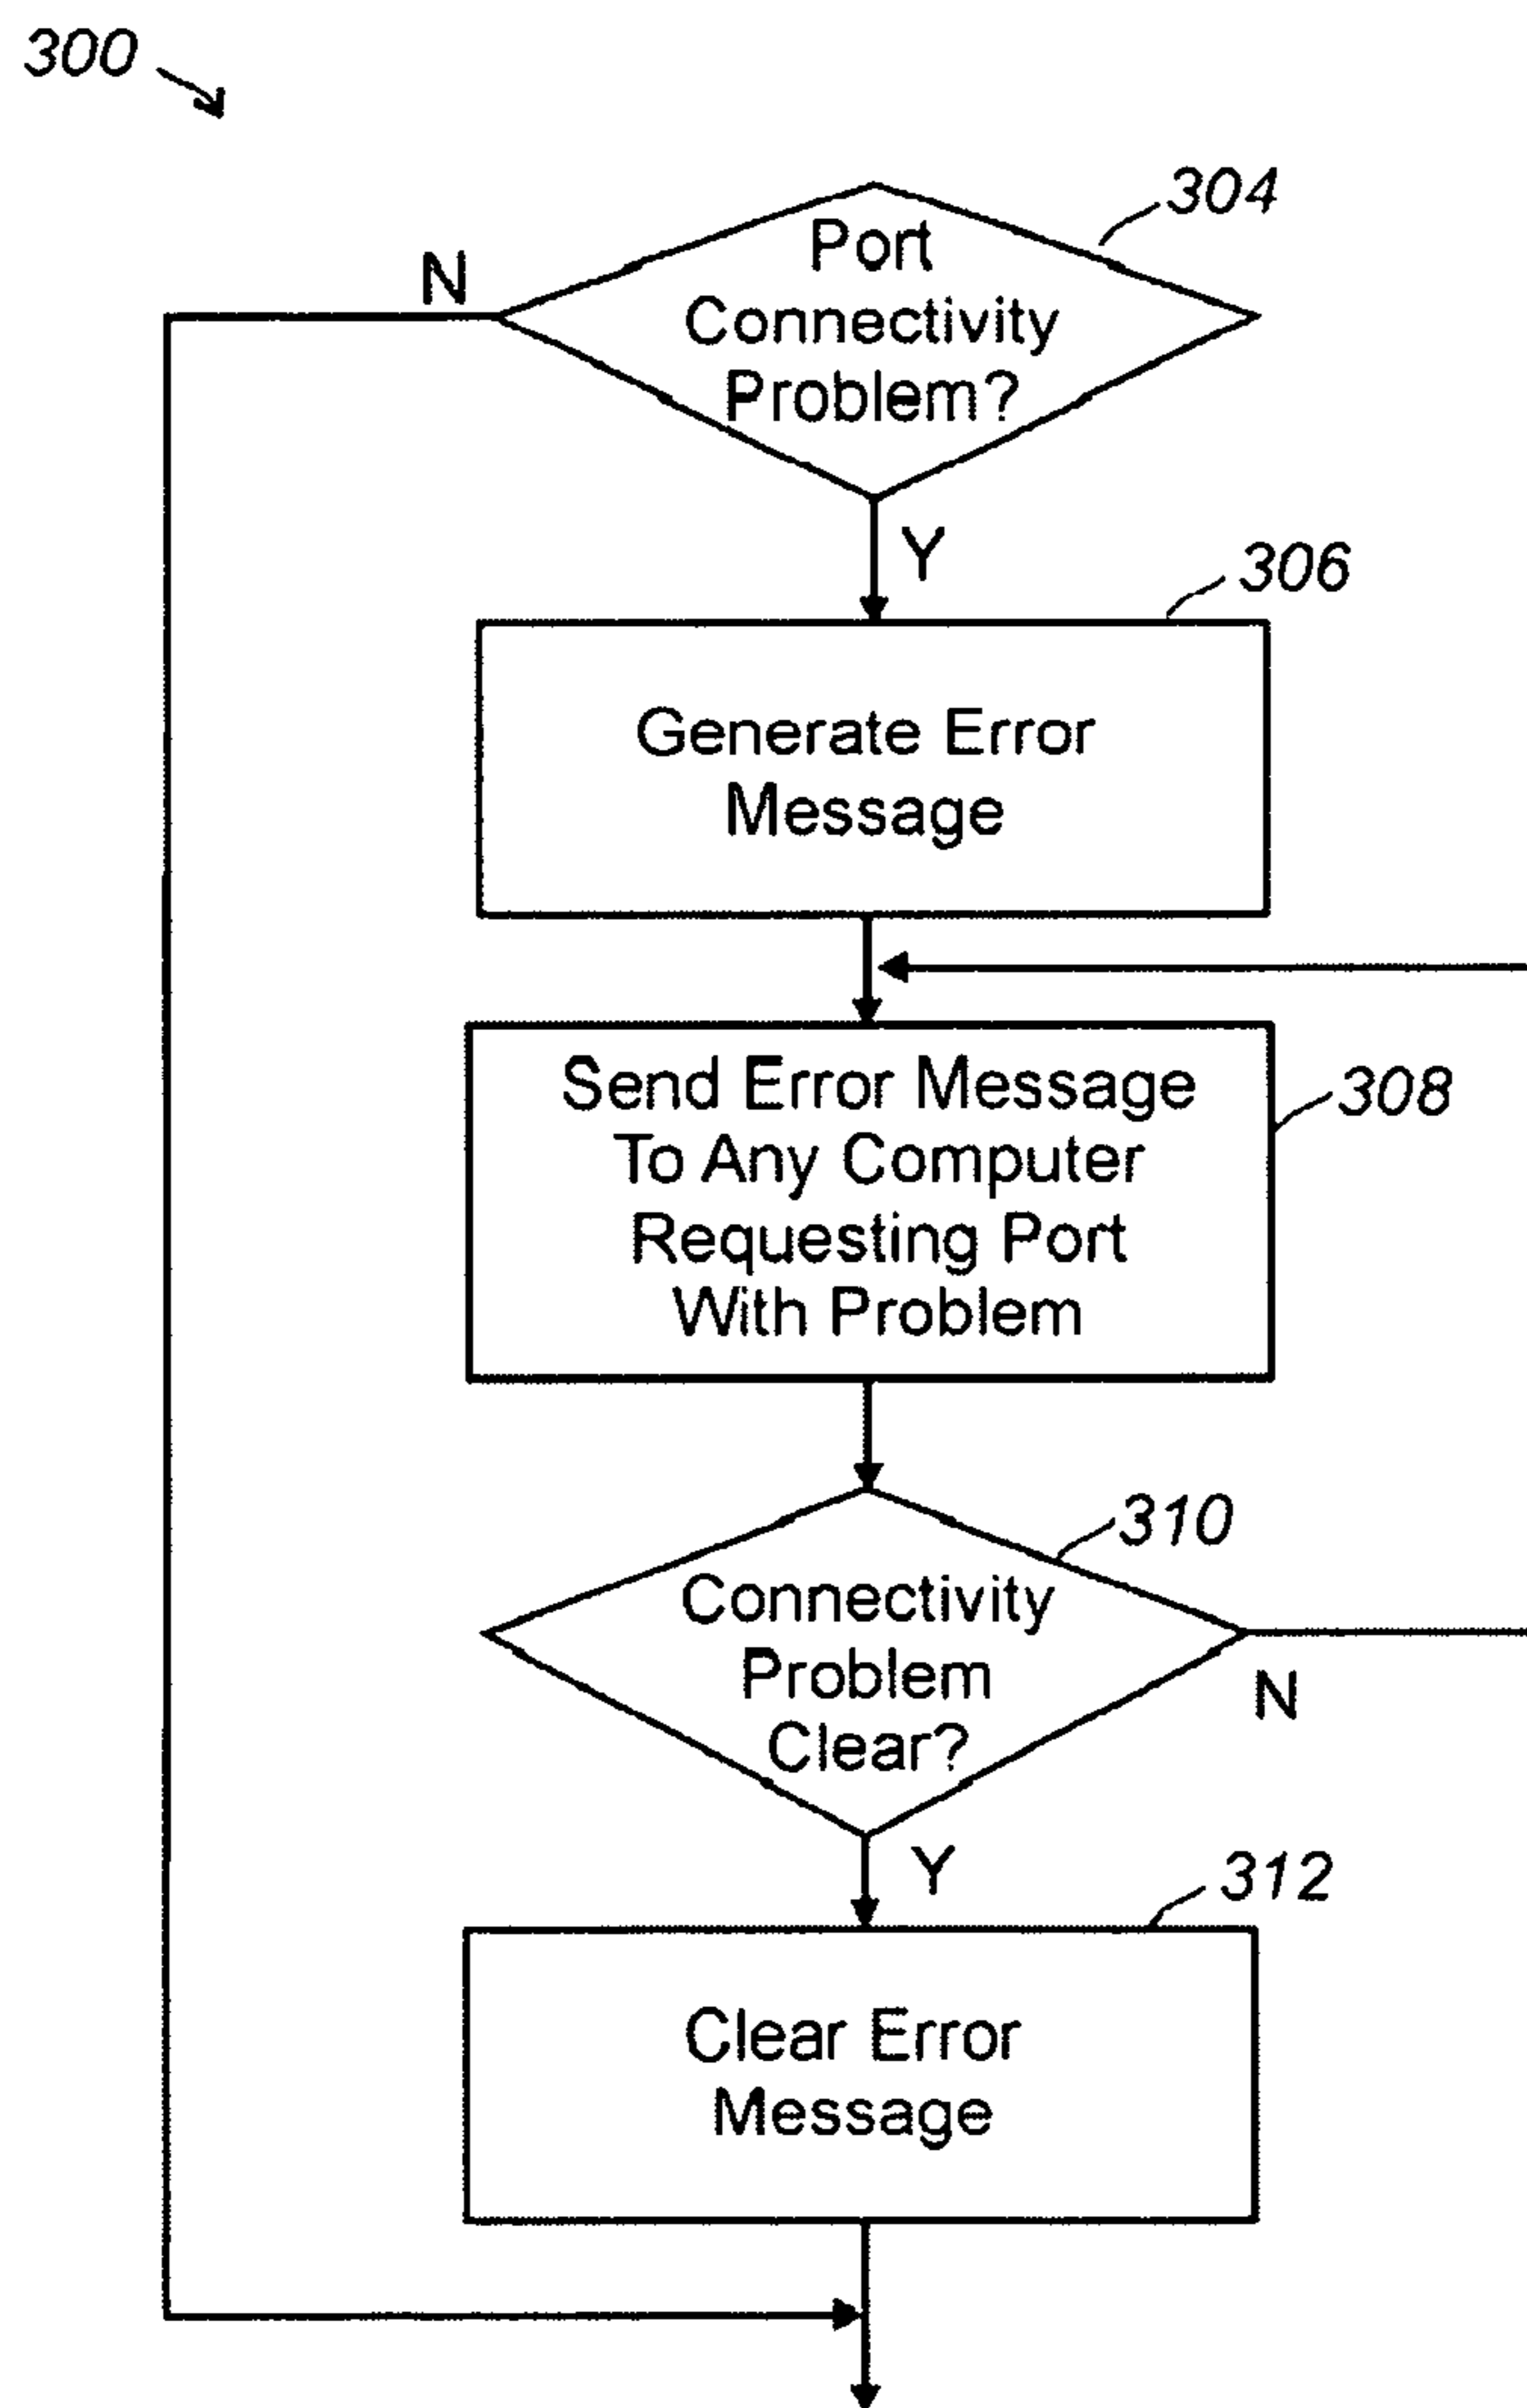 300
304
N
Port
Connectivity
Problem?
Y
306
Generate Error
Message
308
Send Error Message
To Any Computer
Requesting Port
With Problem
310
Connectivity
Problem
Clear?
N
Y
312
Clear Error
Message